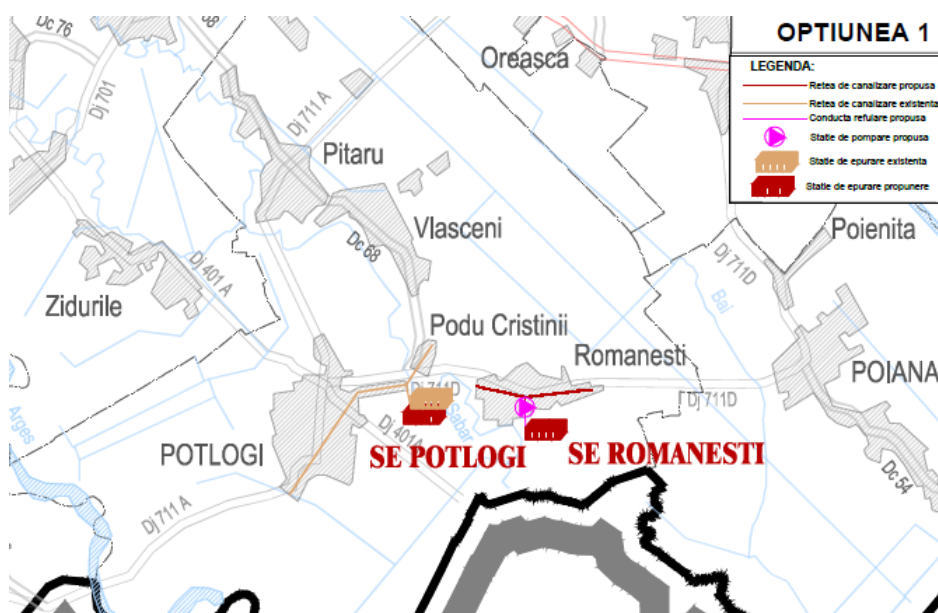 OPTIUNEA 1
LEGENDA:
Retea de canalizare propusa
Retea de canalizare existenta
Conducta refulare propusa
Statie de pompare propusa
Statie de epurare existenta
Statie de epurare propunere
Dc 76
Dj 701
Dj 711 A
Oreasca
Pitaru
Vlasceni
Dc 68
Dj 401 A
Zidurile
Poienita
Dj 711D
Bai
Podu Cristinii
Romanesti
POIANA
Dj 711D
Dj 711D
Sabar
Dj 401 A
Arges
POTLOGI
SE POTLOGI
SE ROMANESTI
Dc 54
Dj 711 A